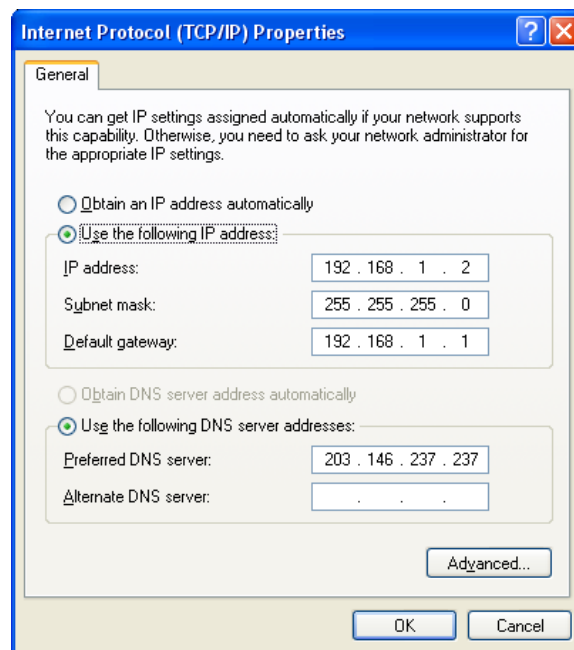 Internet Protocol (TCP/IP) Properties
General
You can get IP settings assigned automatically if your network supports
this capability. Otherwise, you need to ask your network administrator for
the appropriate IP settings.
Obtain an IP address automatically
Use the following IP address:
IP address: 192 . 168 . 1 . 2
Subnet mask: 255 . 255 . 255 . 0
Default gateway: 192 . 168 . 1 . 1
Obtain DNS server address automatically
Use the following DNS server addresses:
Preferred DNS server: 203 . 146 . 237 . 237
Alternate DNS server: . . .
Advanced...
OK Cancel